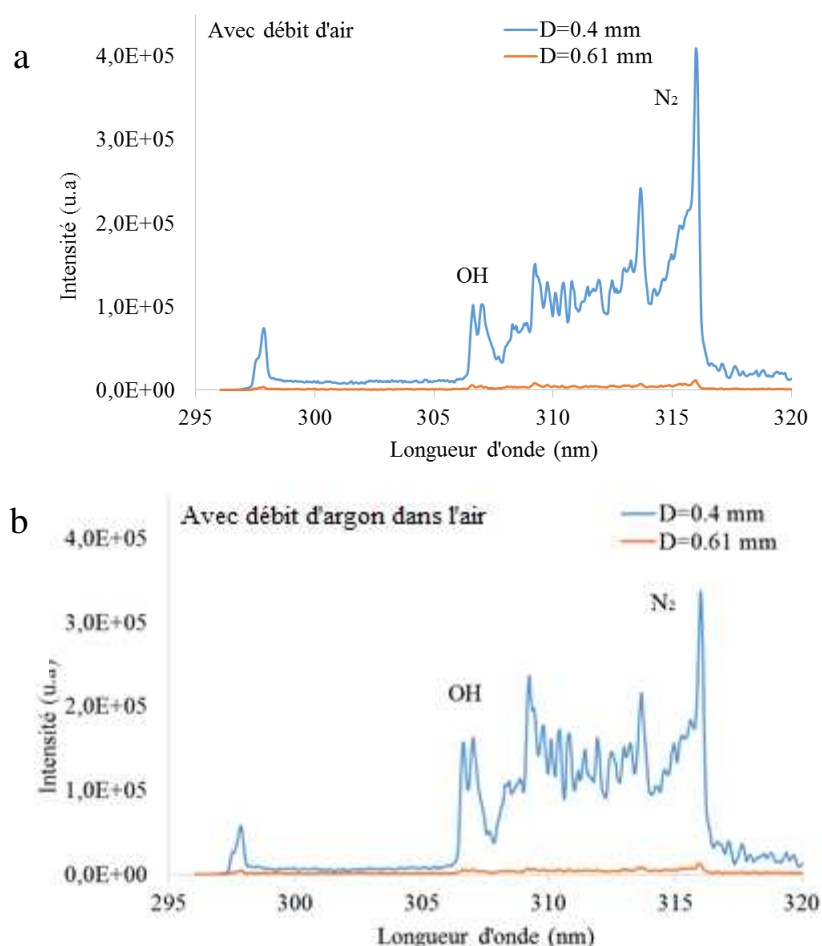 a
Avec débit d'air
D=0.4 mm
D=0.61 mm
4,0E+05
3,0E+05
2,0E+05
1,0E+05
0,0E+00
Intensité (u.a)
OH
N₂
295 300 305 310 315 320
Longueur d'onde (nm)
b
Avec débit d'argon dans l'air
D=0.4 mm
D=0.61 mm
4,0E+05
3,0E+05
2,0E+05
1,0E+05
0,0E+00
Intensité (u.a)
OH
N₂
295 300 305 310 315 320
Longueur d'onde (nm)